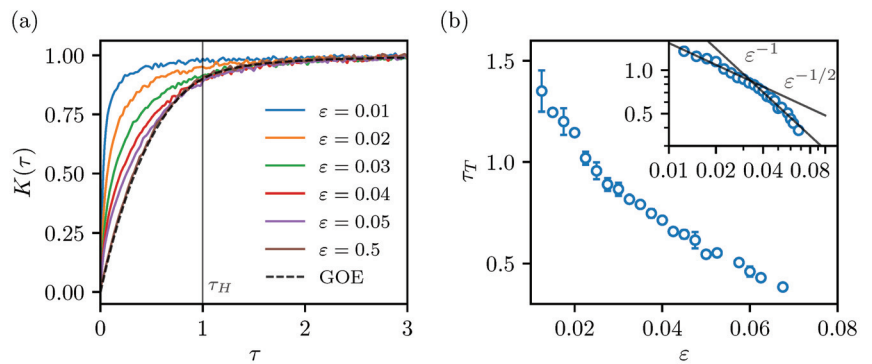 (a)
K(τ)
1.00
0.75
0.50
0.25
0.00
0
1
2
3
τ
τ_H
ε = 0.01
ε = 0.02
ε = 0.03
ε = 0.04
ε = 0.05
ε = 0.5
GOE
(b)
τ_T
1.5
1.0
0.5
0.02
0.04
0.06
0.08
ε
1.0
0.5
0.01
0.02
0.04
0.08
ε⁻¹
ε^{-1/2}